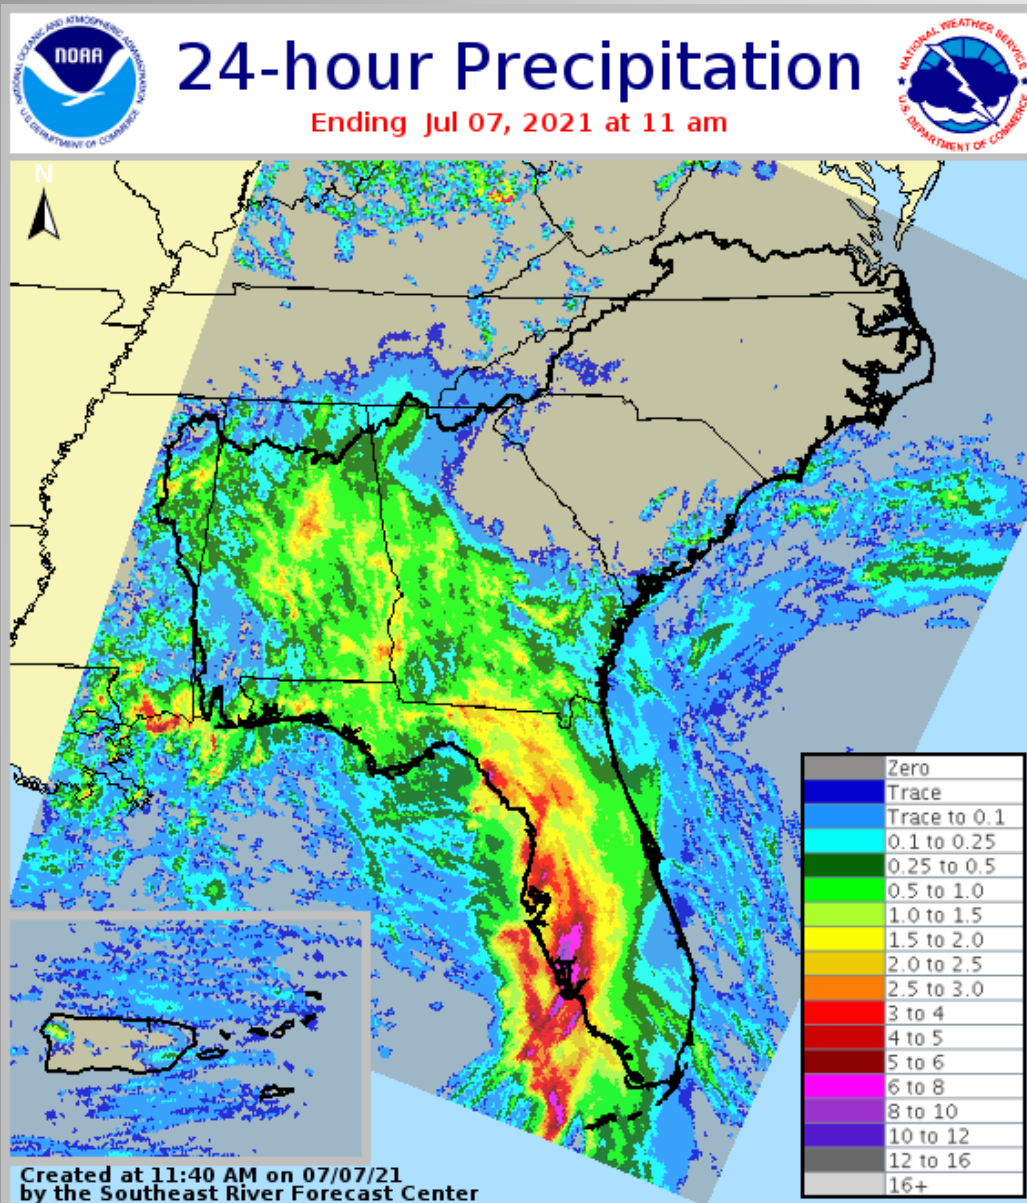 NATIONAL OCEANIC AND ATMOSPHERIC ADMINISTRATION
NOAA
U.S. DEPARTMENT OF COMMERCE
24-hour Precipitation
Ending Jul 07, 2021 at 11 am
NATIONAL WEATHER SERVICE
U.S. DEPARTMENT OF COMMERCE
N
Zero
Trace
Trace to 0.1
0.1 to 0.25
0.25 to 0.5
0.5 to 1.0
1.0 to 1.5
1.5 to 2.0
2.0 to 2.5
2.5 to 3.0
3 to 4
4 to 5
5 to 6
6 to 8
8 to 10
10 to 12
12 to 16
16+
Created at 11:40 AM on 07/07/21
by the Southeast River Forecast Center